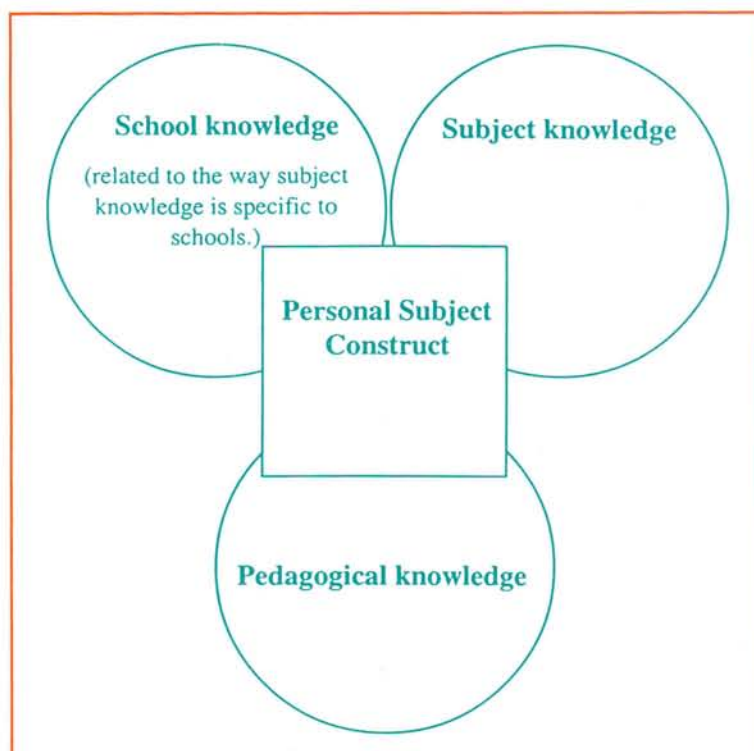 School knowledge
(related to the way subject
knowledge is specific to
schools.)
Subject knowledge
Personal Subject
Construct
Pedagogical knowledge